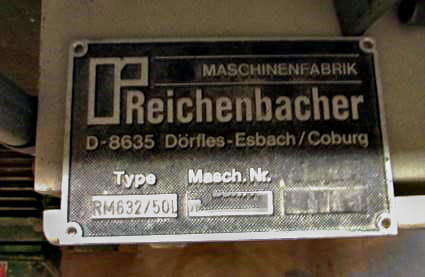 MASCHINENFABRIK
Reichenbacher
D-8635 Dörfles-Esbach/Coburg
Type Masch.Nr.
RM632/50L